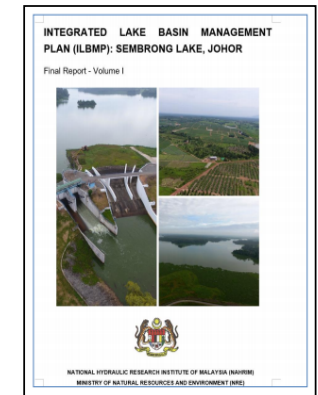 INTEGRATED LAKE BASIN MANAGEMENT
PLAN (ILBMP): SEMBRONG LAKE, JOHOR
Final Report - Volume I
NATIONAL HYDRAULIC RESEARCH INSTITUTE OF MALAYSIA (NAHRIM)
MINISTRY OF NATURAL RESOURCES AND ENVIRONMENT (NRE)